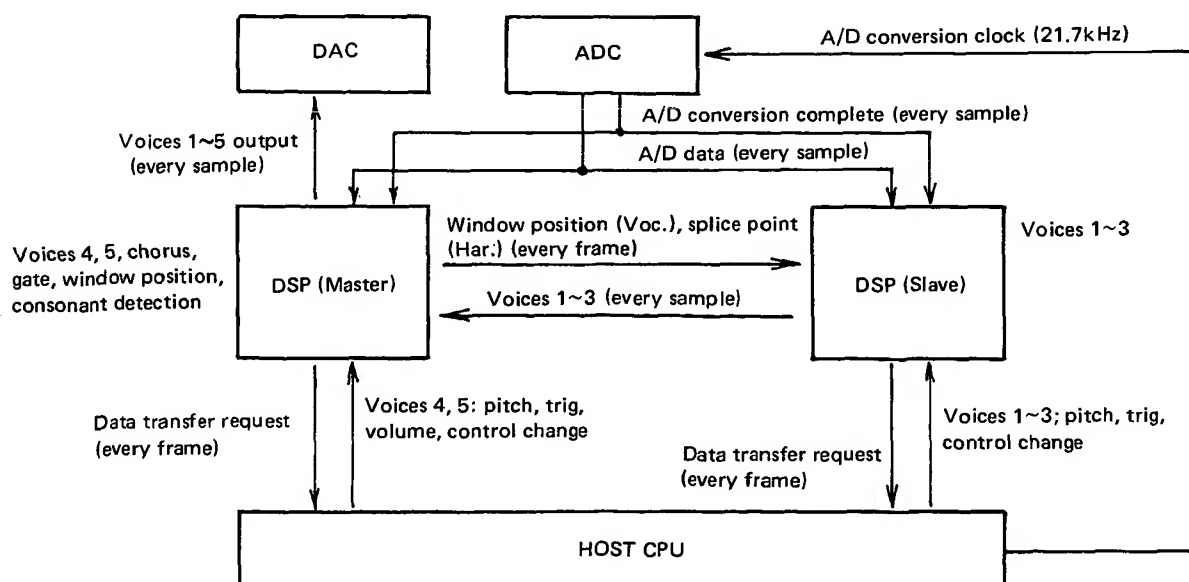 DAC
ADC
A/D conversion clock (21.7kHz)
A/D conversion complete (every sample)
Voices 1~5 output
(every sample)
A/D data (every sample)
Voices 4, 5, chorus,
gate, window position,
consonant detection
DSP (Master)
Window position (Voc.), splice point
(Har.) (every frame)
Voices 1~3 (every sample)
DSP (Slave)
Voices 1~3
Data transfer request
(every frame)
Voices 4, 5: pitch, trig,
volume, control change
Data transfer request
(every frame)
Voices 1~3; pitch, trig,
control change
HOST CPU